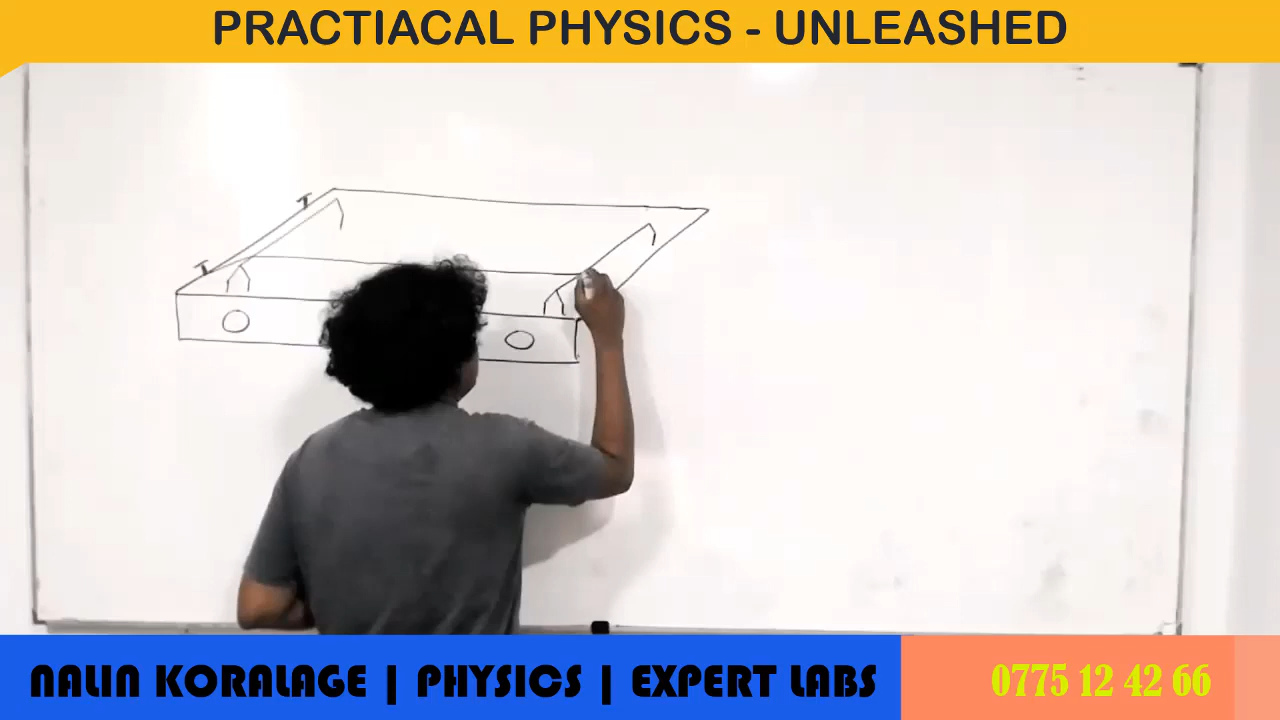 PRACTIACAL PHYSICS - UNLEASHED
NALIN KORALAGE | PHYSICS | EXPERT LABS
0775 12 42 66